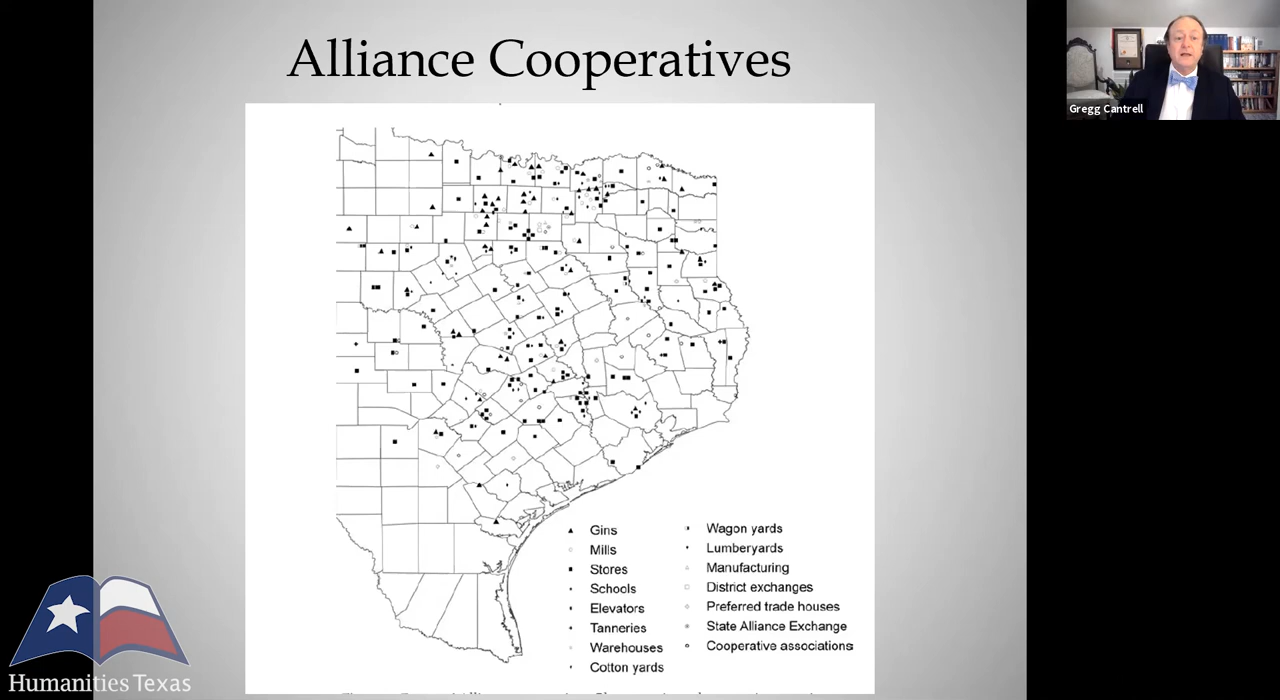 Alliance Cooperatives
Gregg Cantrell
Gins
Mills
Stores
Schools
Elevators
Tanneries
Warehouses
Cotton yards
Wagon yards
Lumberyards
Manufacturing
District exchanges
Preferred trade houses
State Alliance Exchange
Cooperative associations
Humanities Texas